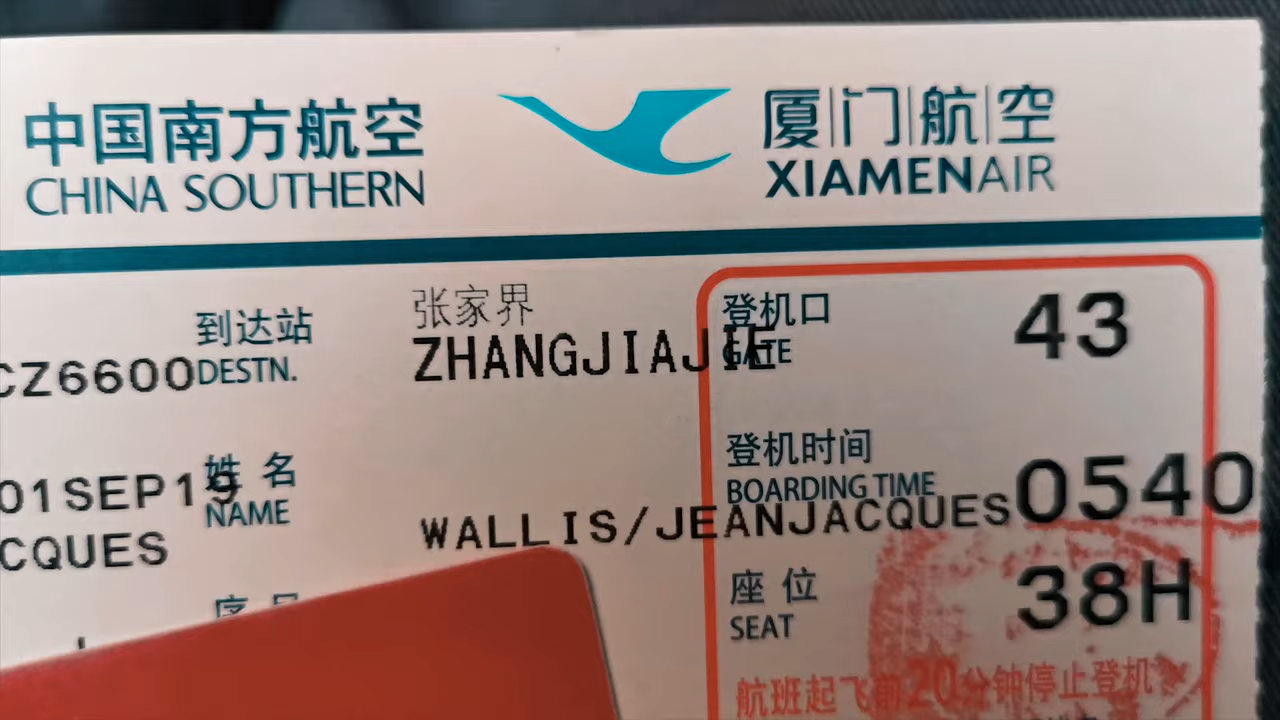 中国南方航空
CHINA SOUTHERN
厦门航空
XIAMENAIR
CZ6600
到达站
DESTN.
张家界
ZHANGJIAJIE
登机口
GATE
43
01SEP19
姓 名
NAME
CQUES
WALLIS/JEANJACQUES
登机时间
BOARDING TIME
0540
座 位
SEAT
38H
航班起飞前20分钟停止登机